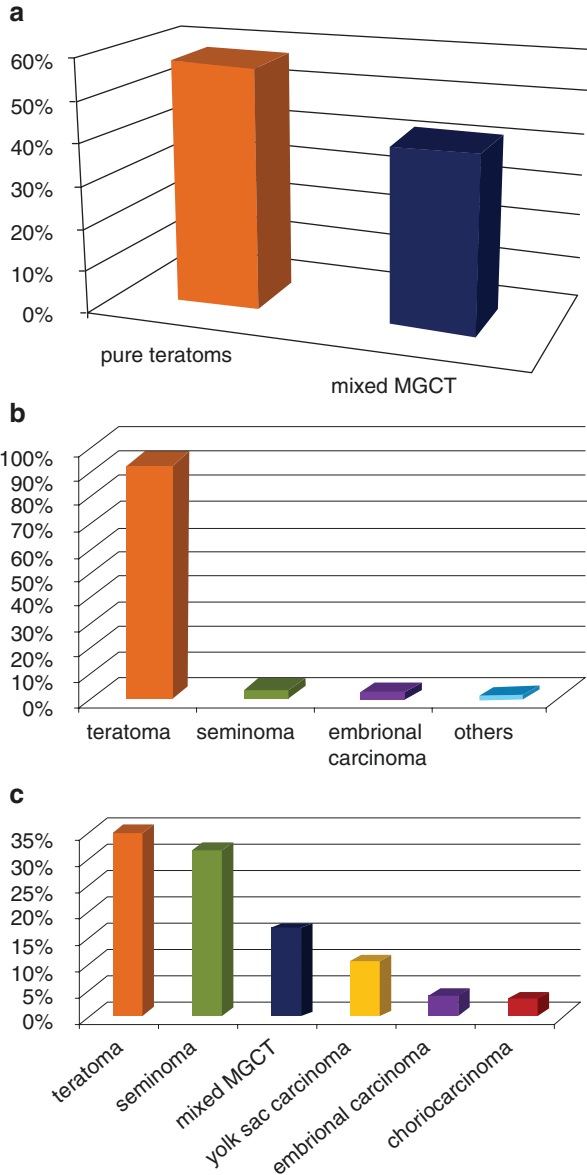 a
60%
50%
40%
30%
20%
10%
0%
pure teratoms
mixed MGCT
b
100%
90%
80%
70%
60%
50%
40%
30%
20%
10%
0%
teratoma
seminoma
embrional
carcinoma
others
c
35%
30%
25%
20%
15%
10%
5%
0%
teratoma
seminoma
mixed MGCT
yolk sac carcinoma
embrional carcinoma
choriocarcinoma